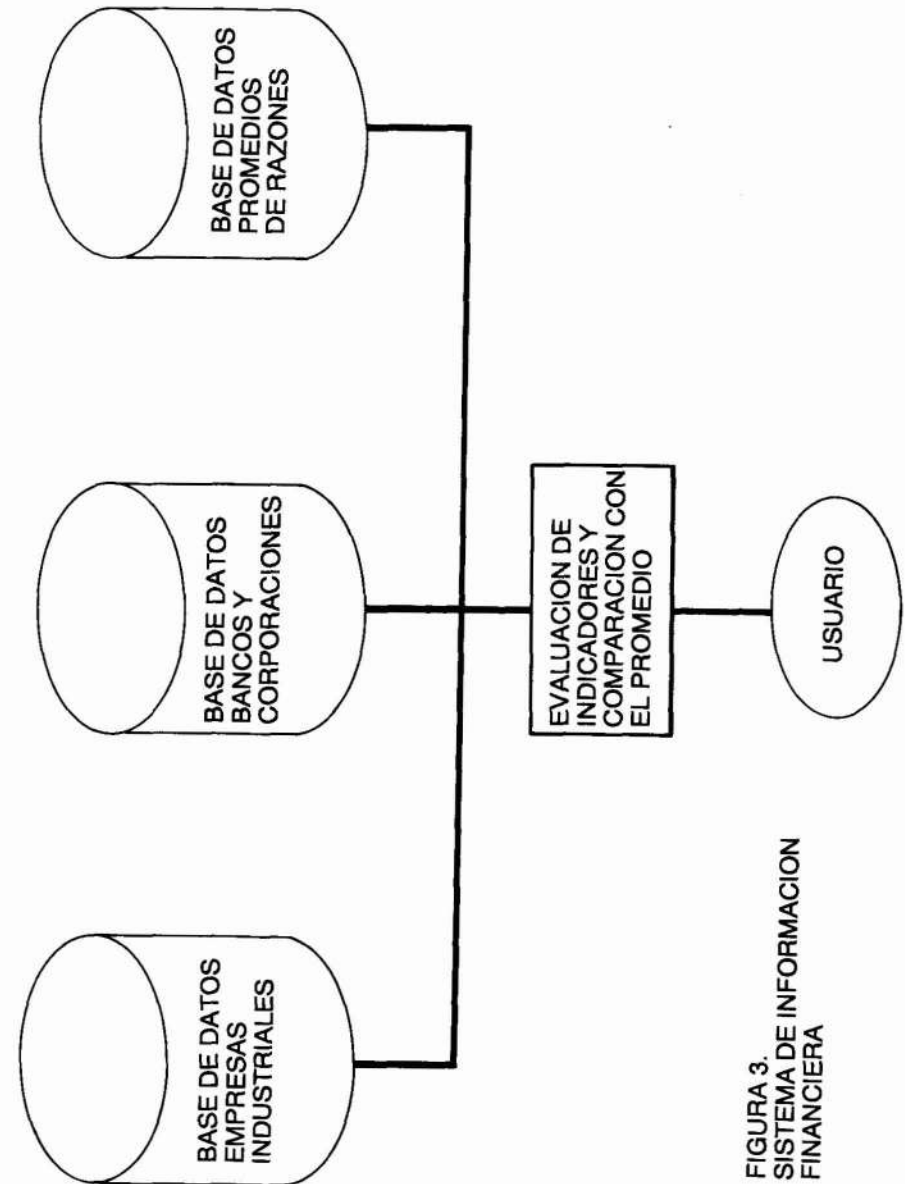 BASE DE DATOS
EMPRESAS
INDUSTRIALES
BASE DE DATOS
BANCOS Y
CORPORACIONES
BASE DE DATOS
PROMEDIOS
DE RAZONES
EVALUACION DE
INDICADORES Y
COMPARACION CON
EL PROMEDIO
USUARIO
FIGURA 3.
SISTEMA DE INFORMACION
FINANCIERA